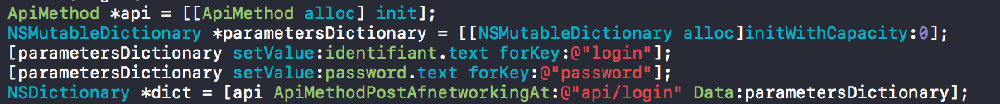 ApiMethod *api = [[ApiMethod alloc] init];
NSMutableDictionary *parametersDictionary = [[NSMutableDictionary alloc]initWithCapacity:0];
[parametersDictionary setValue:identifiant.text forKey:@"login"];
[parametersDictionary setValue:password.text forKey:@"password"];
NSDictionary *dict = [api ApiMethodPostAfnetworkingAt:@"api/login" Data:parametersDictionary];